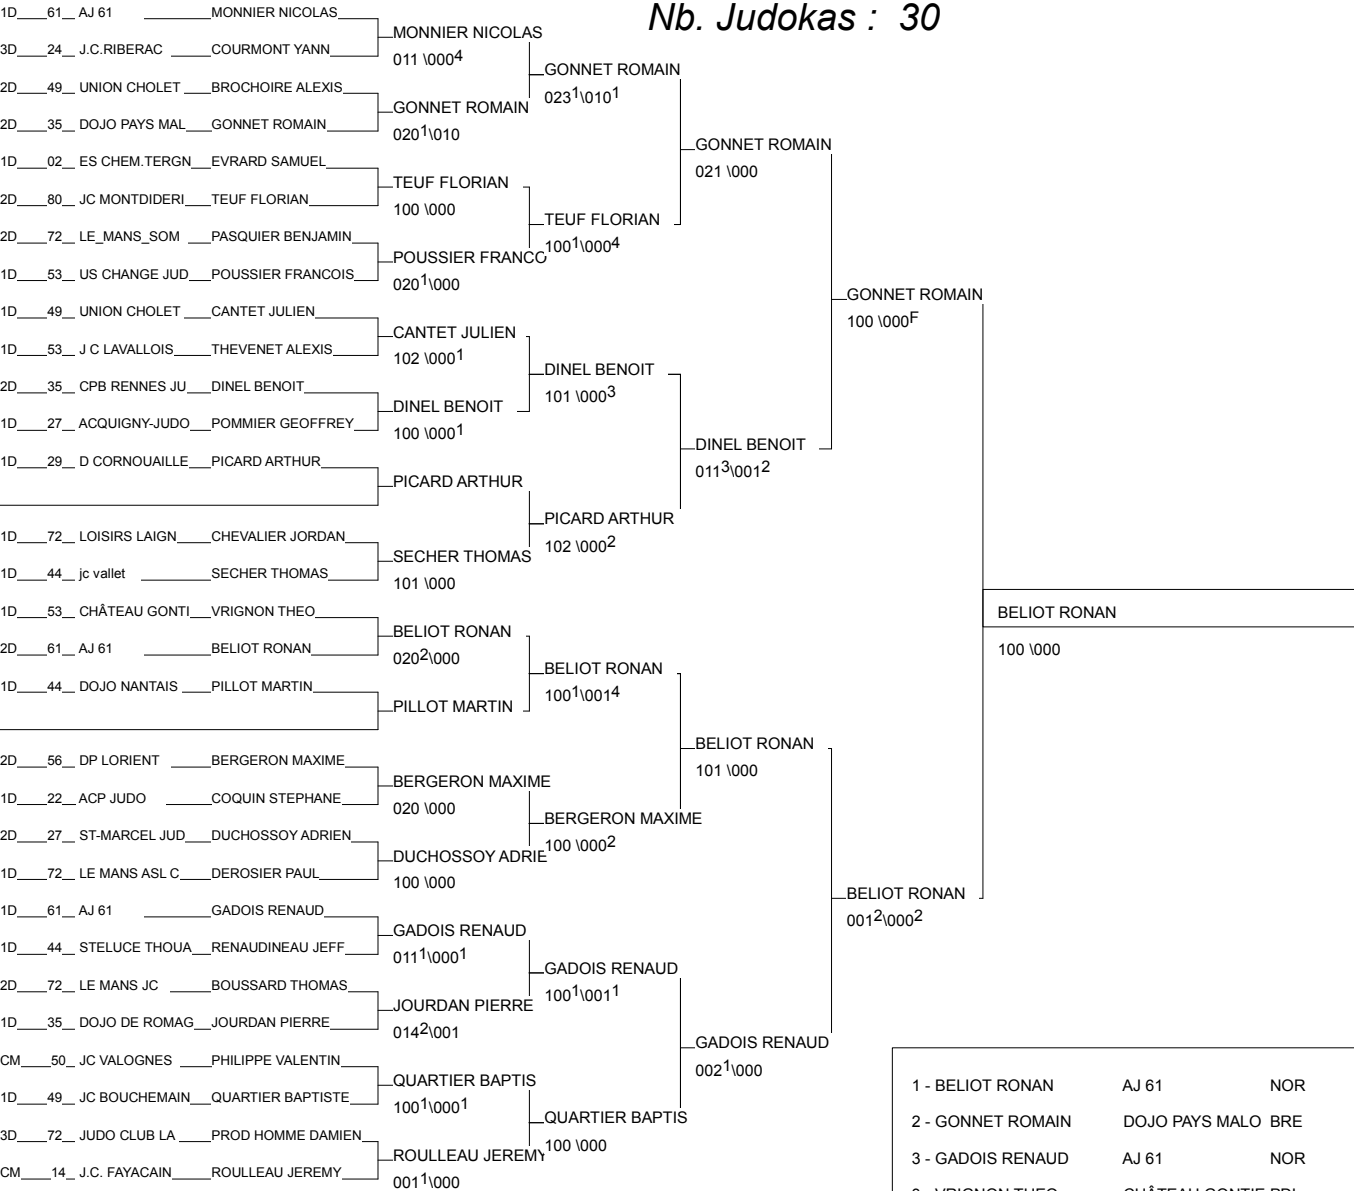 Nb. Judokas : 30
1D 61 AJ 61 MONNIER NICOLAS
3D 24 J.C.RIBERAC COURMONT YANN
2D 49 UNION CHOLET BROCHOIRE ALEXIS
2D 35 DOJO PAYS MAL GONNET ROMAIN
1D 02 ES CHEM.TERGN EVRARD SAMUEL
2D 80 JC MONTDIDERI TEUF FLORIAN
2D 72 LE_MANS_SOM PASQUIER BENJAMIN
1D 53 US CHANGE JUD POUSSIER FRANCOIS
1D 49 UNION CHOLET CANTET JULIEN
1D 53 J C LAVALLOIS THEVENET ALEXIS
2D 35 CPB RENNES JU DINEL BENOIT
1D 27 ACQUIGNY-JUDO POMMIER GEOFFREY
1D 29 D CORNOUAILLE PICARD ARTHUR
1D 72 LOISIRS LAIGN CHEVALIER JORDAN
1D 44 jc vallet SECHER THOMAS
1D 53 CHÂTEAU GONTI VRIGNON THEO
2D 61 AJ 61 BELIOT RONAN
1D 44 DOJO NANTAIS PILLOT MARTIN
2D 56 DP LORIENT BERGERON MAXIME
1D 22 ACP JUDO COQUIN STEPHANE
2D 27 ST-MARCEL JUD DUCHOSSOY ADRIEN
1D 72 LE MANS ASL C DEROSIER PAUL
1D 61 AJ 61 GADOIS RENAUD
1D 44 STELUCE THOUA RENAUDINEAU JEFF
2D 72 LE MANS JC BOUSSARD THOMAS
1D 35 DOJO DE ROMAG JOURDAN PIERRE
CM 50 JC VALOGNES PHILIPPE VALENTIN
1D 49 JC BOUCHEMAIN QUARTIER BAPTISTE
3D 72 JUDO CLUB LA PROD HOMME DAMIEN
CM 14 J.C. FAYACAIN ROULLEAU JEREMY
MONNIER NICOLAS
011 \0004
GONNET ROMAIN
0201\010
TEUF FLORIAN
100 \000
POUSSIER FRANCO
0201\000
CANTET JULIEN
102 \0001
DINEL BENOIT
100 \0001
PICARD ARTHUR
SECHER THOMAS
101 \000
BELIOT RONAN
0202\000
PILLOT MARTIN
BERGERON MAXIME
020 \000
DUCHOSSOY ADRIE
100 \000
GADOIS RENAUD
0111\0001
JOURDAN PIERRE
0142\001
QUARTIER BAPTIS
1001\0001
ROULLEAU JEREMY
0011\000
GONNET ROMAIN
0231\0101
TEUF FLORIAN
1001\0004
DINEL BENOIT
101 \0003
PICARD ARTHUR
102 \0002
BELIOT RONAN
1001\0014
BERGERON MAXIME
100 \0002
GADOIS RENAUD
1001\0011
QUARTIER BAPTIS
100 \000
GONNET ROMAIN
021 \000
DINEL BENOIT
0113\0012
BELIOT RONAN
101 \000
GADOIS RENAUD
0021\000
GONNET ROMAIN
100 \000F
BELIOT RONAN
0012\0002
BELIOT RONAN
100 \000
1 - BELIOT RONAN AJ 61 NOR
2 - GONNET ROMAIN DOJO PAYS MALO BRE
3 - GADOIS RENAUD AJ 61 NOR